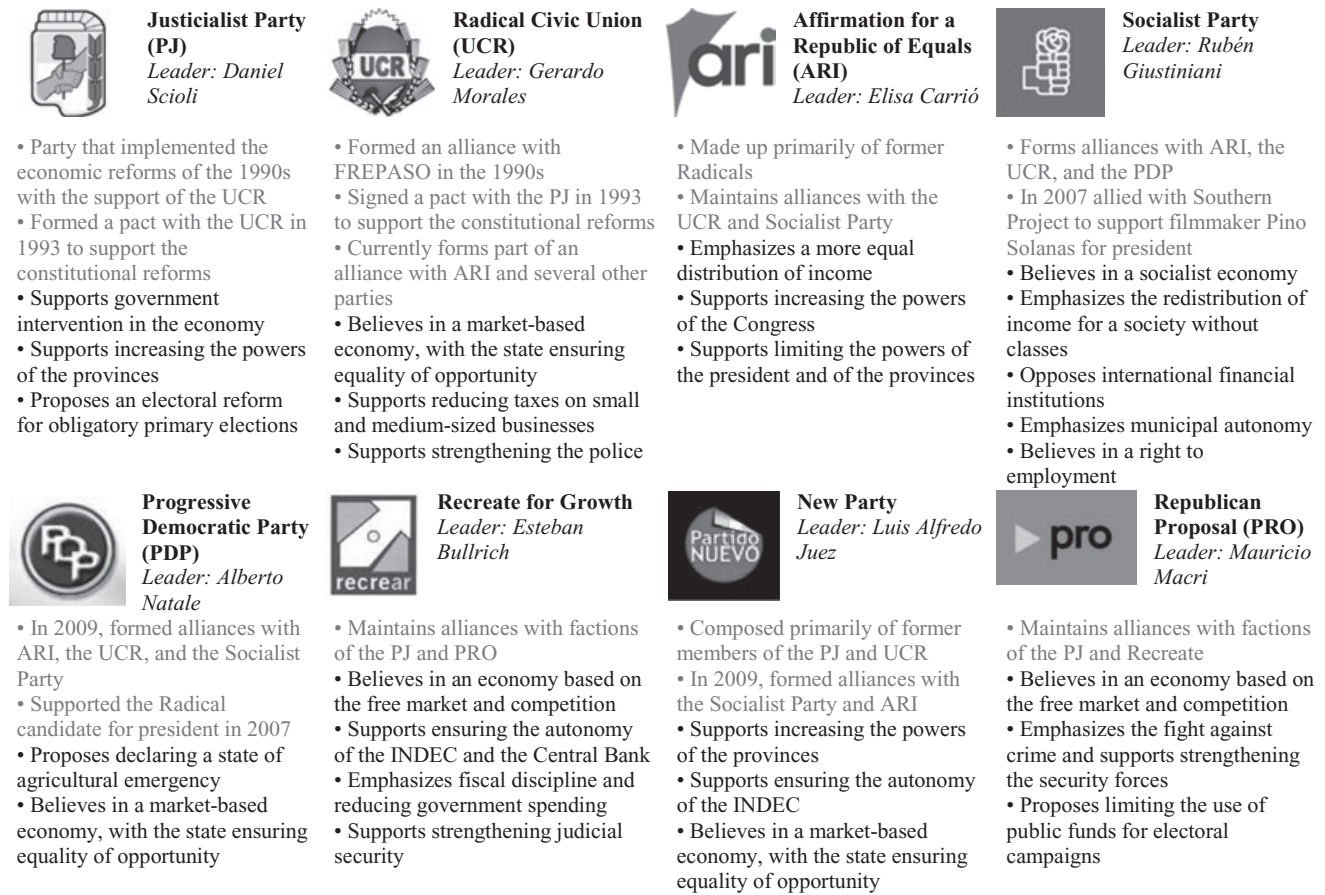 Justicialist Party
(PJ)
Leader: Daniel
Scioli
• Party that implemented the
economic reforms of the 1990s
with the support of the UCR
• Formed a pact with the UCR in
1993 to support the
constitutional reforms
• Supports government
intervention in the economy
• Supports increasing the powers
of the provinces
• Proposes an electoral reform
for obligatory primary elections
UCR
Radical Civic Union
(UCR)
Leader: Gerardo
Morales
• Formed an alliance with
FREPASO in the 1990s
• Signed a pact with the PJ in 1993
to support the constitutional reforms
• Currently forms part of an
alliance with ARI and several other
parties
• Believes in a market-based
economy, with the state ensuring
equality of opportunity
• Supports reducing taxes on small
and medium-sized businesses
• Supports strengthening the police
ari
Affirmation for a
Republic of Equals
(ARI)
Leader: Elisa Carrió
• Made up primarily of former
Radicals
• Maintains alliances with the
UCR and Socialist Party
• Emphasizes a more equal
distribution of income
• Supports increasing the powers
of the Congress
• Supports limiting the powers of
the president and of the provinces
Socialist Party
Leader: Rubén
Giustiniani
• Forms alliances with ARI, the
UCR, and the PDP
• In 2007 allied with Southern
Project to support filmmaker Pino
Solanas for president
• Believes in a socialist economy
• Emphasizes the redistribution of
income for a society without
classes
• Opposes international financial
institutions
• Emphasizes municipal autonomy
• Believes in a right to
employment
PDP
Progressive
Democratic Party
(PDP)
Leader: Alberto
Natale
• In 2009, formed alliances with
ARI, the UCR, and the Socialist
Party
• Supported the Radical
candidate for president in 2007
• Proposes declaring a state of
agricultural emergency
• Believes in a market-based
economy, with the state ensuring
equality of opportunity
recrear
Recreate for Growth
Leader: Esteban
Bullrich
• Maintains alliances with factions
of the PJ and PRO
• Believes in an economy based on
the free market and competition
• Supports ensuring the autonomy
of the INDEC and the Central Bank
• Emphasizes fiscal discipline and
reducing government spending
• Supports strengthening judicial
security
Partido
NUEVO
New Party
Leader: Luis Alfredo
Juez
• Composed primarily of former
members of the PJ and UCR
• In 2009, formed alliances with
the Socialist Party and ARI
• Supports increasing the powers
of the provinces
• Supports ensuring the autonomy
of the INDEC
• Believes in a market-based
economy, with the state ensuring
equality of opportunity
pro
Republican
Proposal (PRO)
Leader: Mauricio
Macri
• Maintains alliances with factions
of the PJ and Recreate
• Believes in an economy based on
the free market and competition
• Emphasizes the fight against
crime and supports strengthening
the security forces
• Proposes limiting the use of
public funds for electoral
campaigns